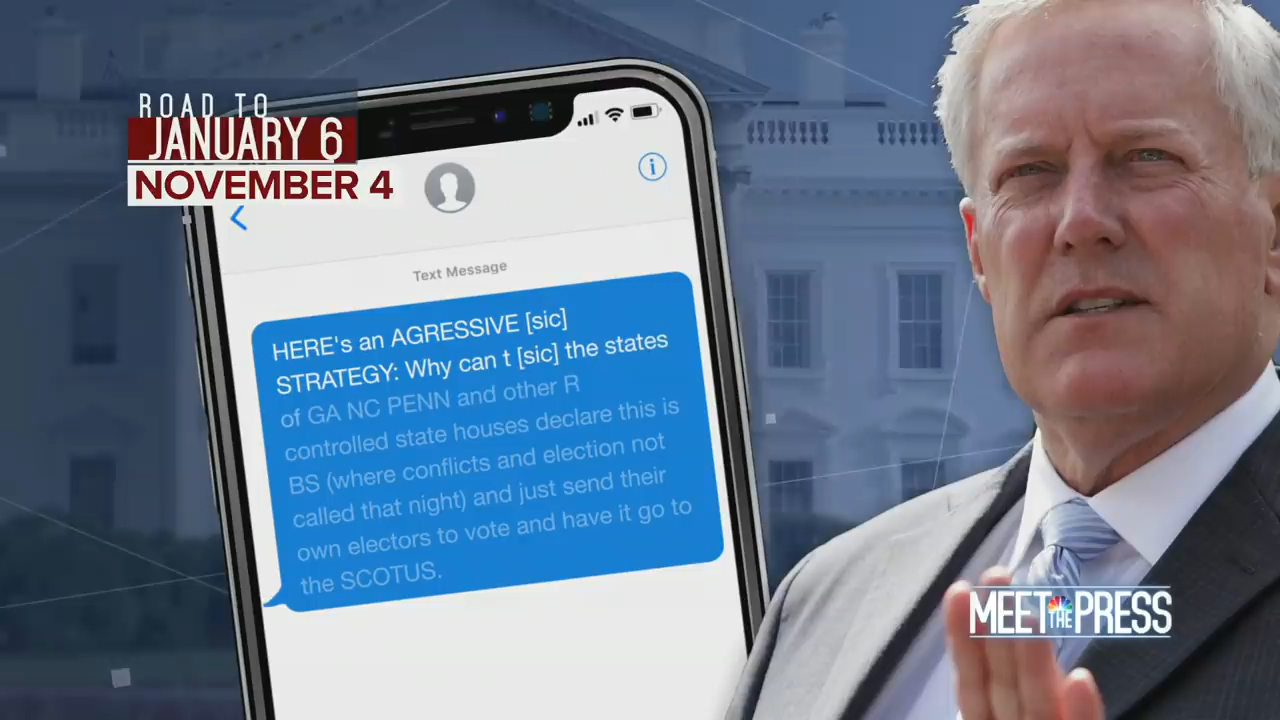 ROAD TO
JANUARY 6
NOVEMBER 4
Text Message
HERE's an AGRESSIVE [sic]
STRATEGY: Why can t [sic] the states
of GA NC PENN and other R
controlled state houses declare this is
BS (where conflicts and election not
called that night) and just send their
own electors to vote and have it go to
the SCOTUS.
MEET THE PRESS